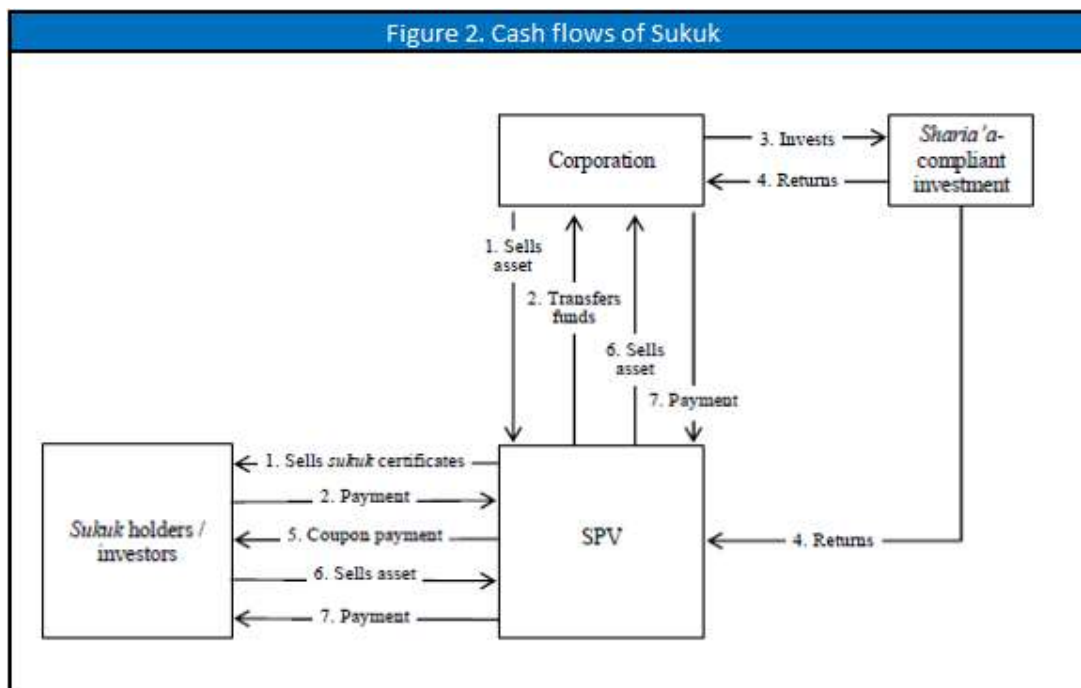 Figure 2. Cash flows of Sukuk
Corporation
3. Invests
4. Returns
Sharia'a-
compliant
investment
1. Sells
asset
2. Transfers
funds
6. Sells
asset
7. Payment
Sukuk holders /
investors
1. Sells sukuk certificates
2. Payment
5. Coupon payment
6. Sells asset
7. Payment
SPV
4. Returns